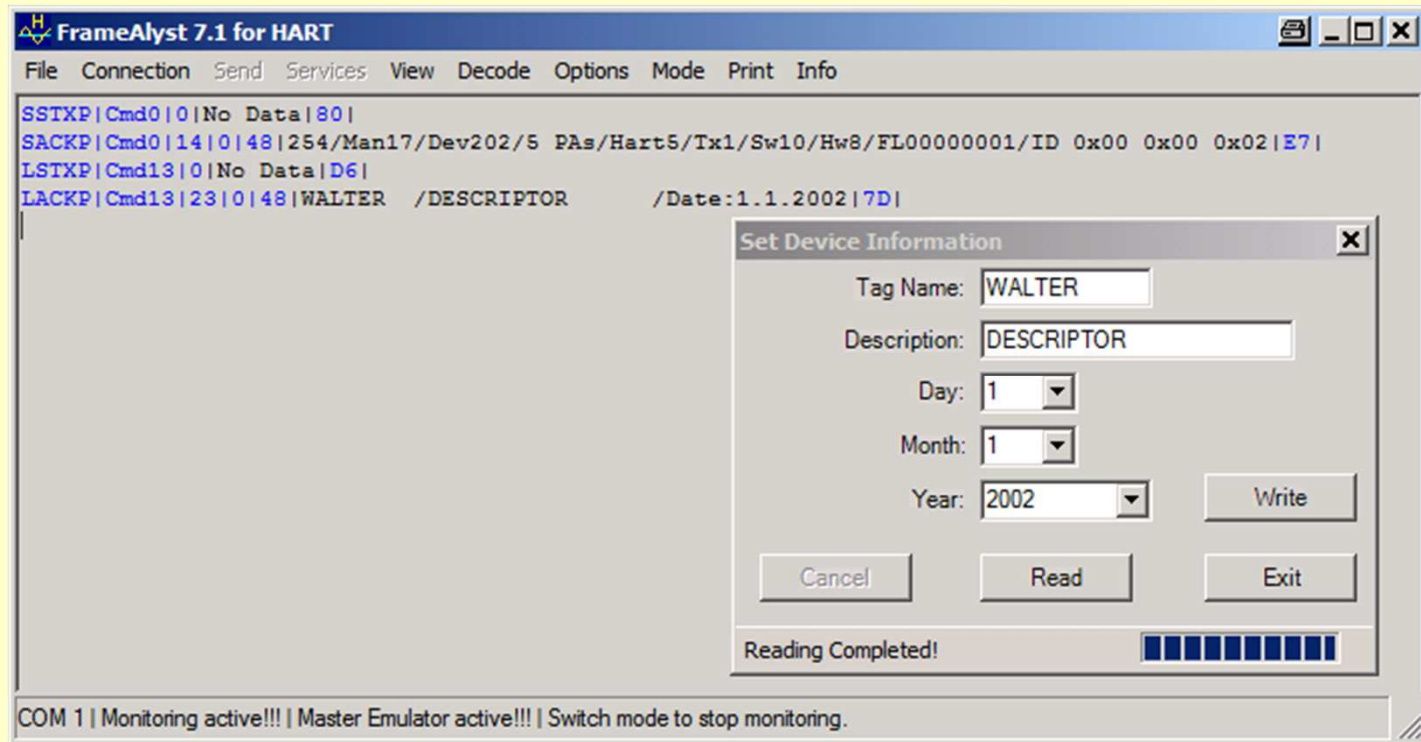 H
FrameAlyst 7.1 for HART
File Connection Send Services View Decode Options Mode Print Info
SSTXP|Cmd0|0|No Data|80|
SACKP|Cmd0|14|0|48|254/Man17/Dev202/5 PAs/Hart5/Tx1/Sw10/Hw8/FL00000001/ID 0x00 0x00 0x02|E7|
LSTXP|Cmd13|0|No Data|D6|
LACKP|Cmd13|23|0|48|WALTER  /DESCRIPTOR      /Date:1.1.2002|7D|
Set Device Information
Tag Name: WALTER
Description: DESCRIPTOR
Day: 1
Month: 1
Year: 2002
Write
Cancel Read Exit
Reading Completed!
COM 1 | Monitoring active!!! | Master Emulator active!!! | Switch mode to stop monitoring.